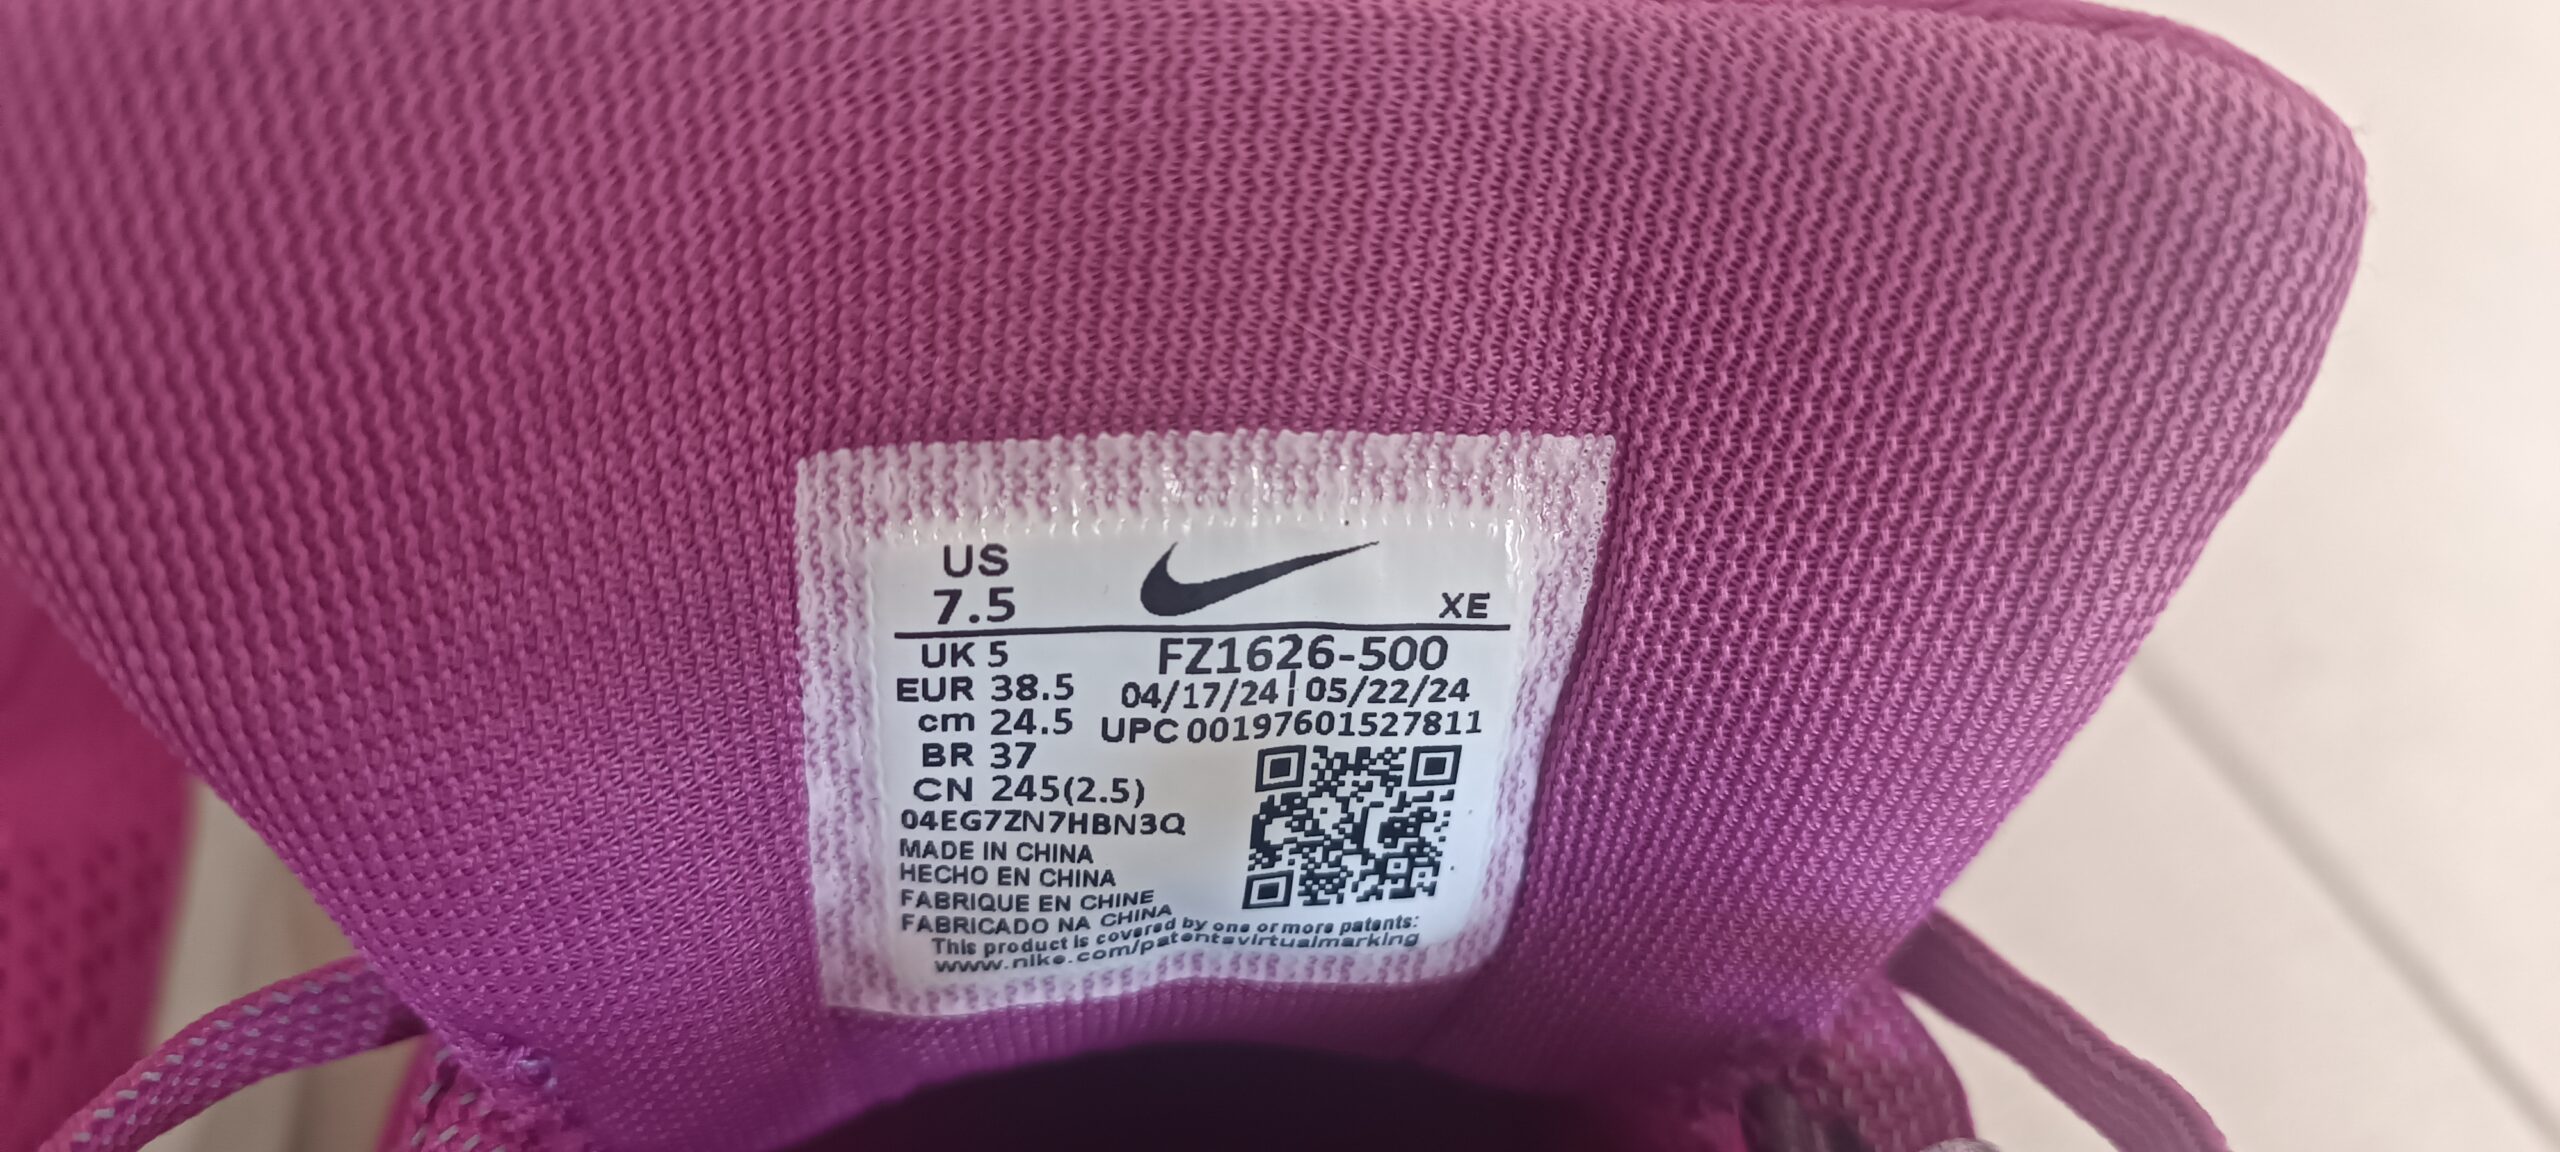 US
7.5
XE
UK 5
FZ1626-500
EUR 38.5
04/17/24 | 05/22/24
cm 24.5
UPC 00197601527811
BR 37
CN 245(2.5)
04EG7ZN7HBN3Q
MADE IN CHINA
HECHO EN CHINA
FABRIQUE EN CHINE
FABRICADO NA CHINA
This product is covered by one or more patents:
www.nike.com/patentsvirtualmarking